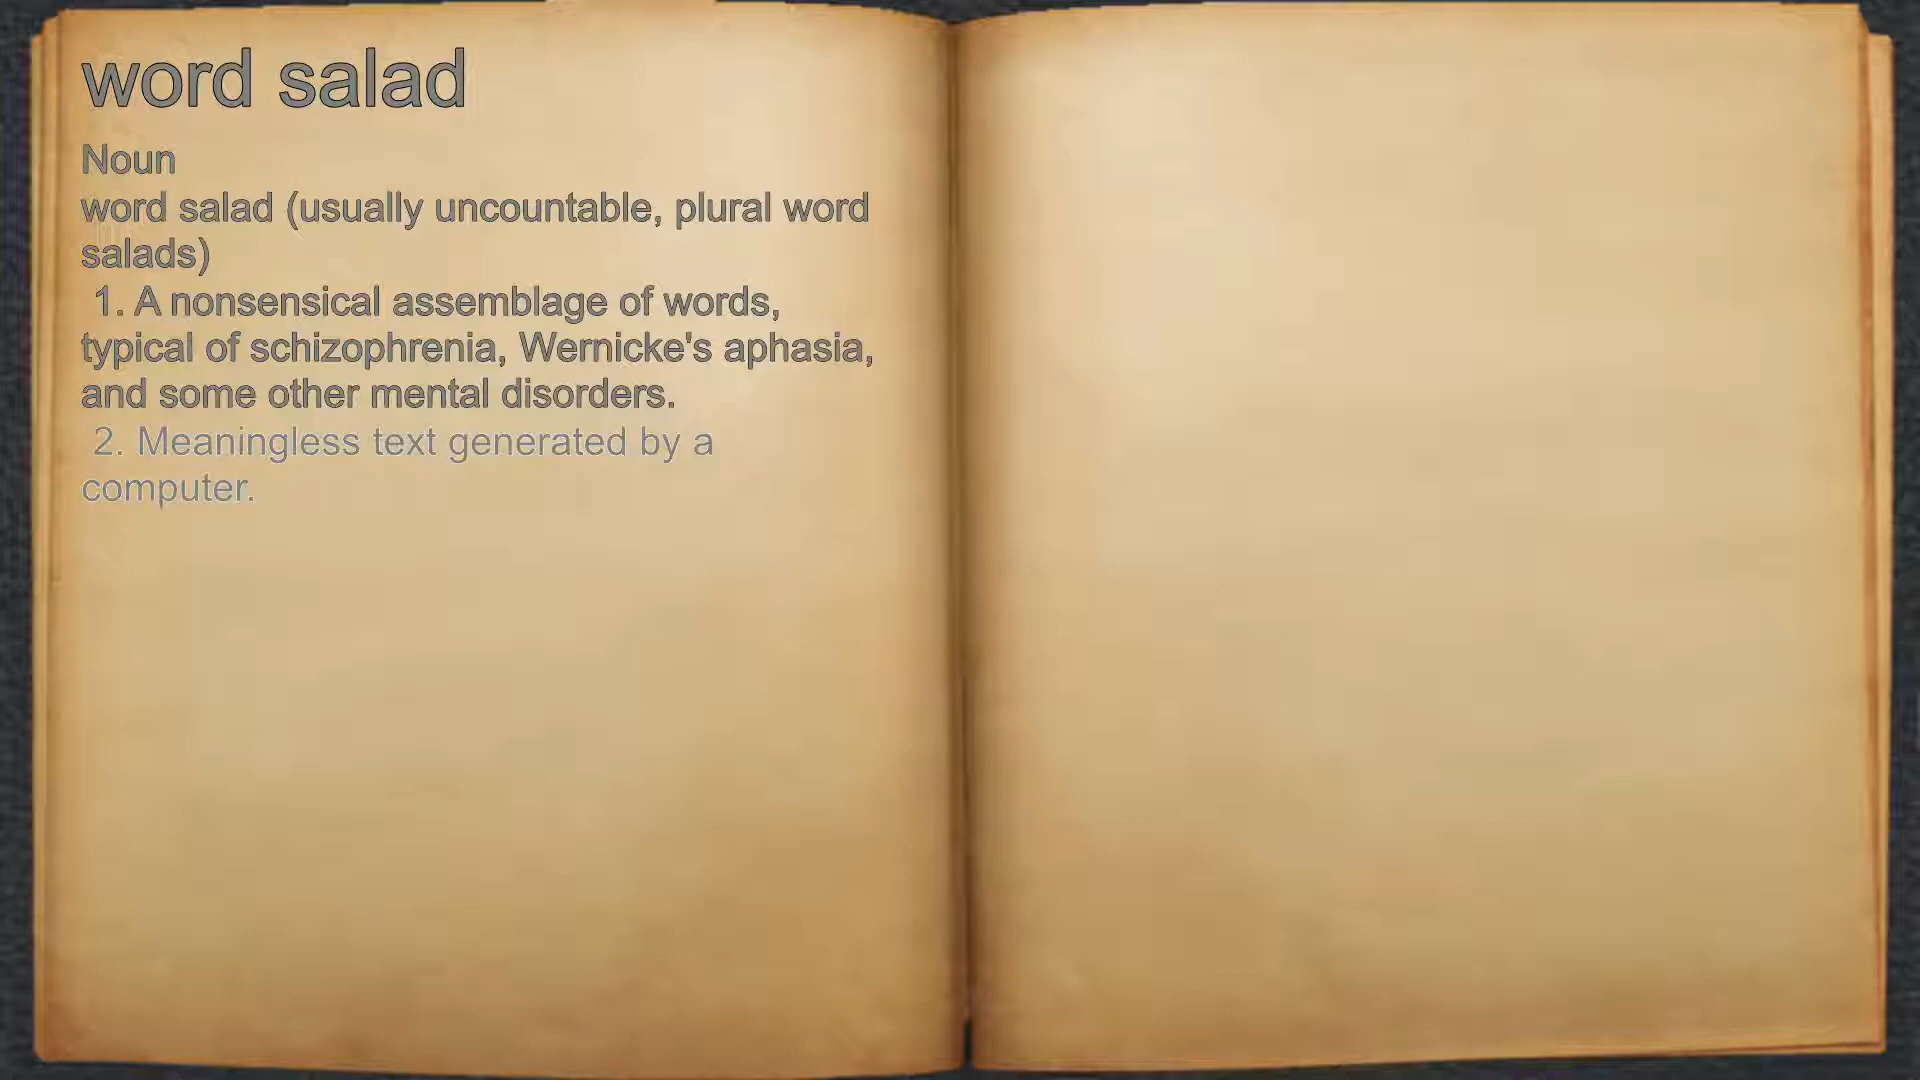 word salad
Noun
word salad (usually uncountable, plural word
salads)
1. A nonsensical assemblage of words,
typical of schizophrenia, Wernicke's aphasia,
and some other mental disorders.
2. Meaningless text generated by a
computer.